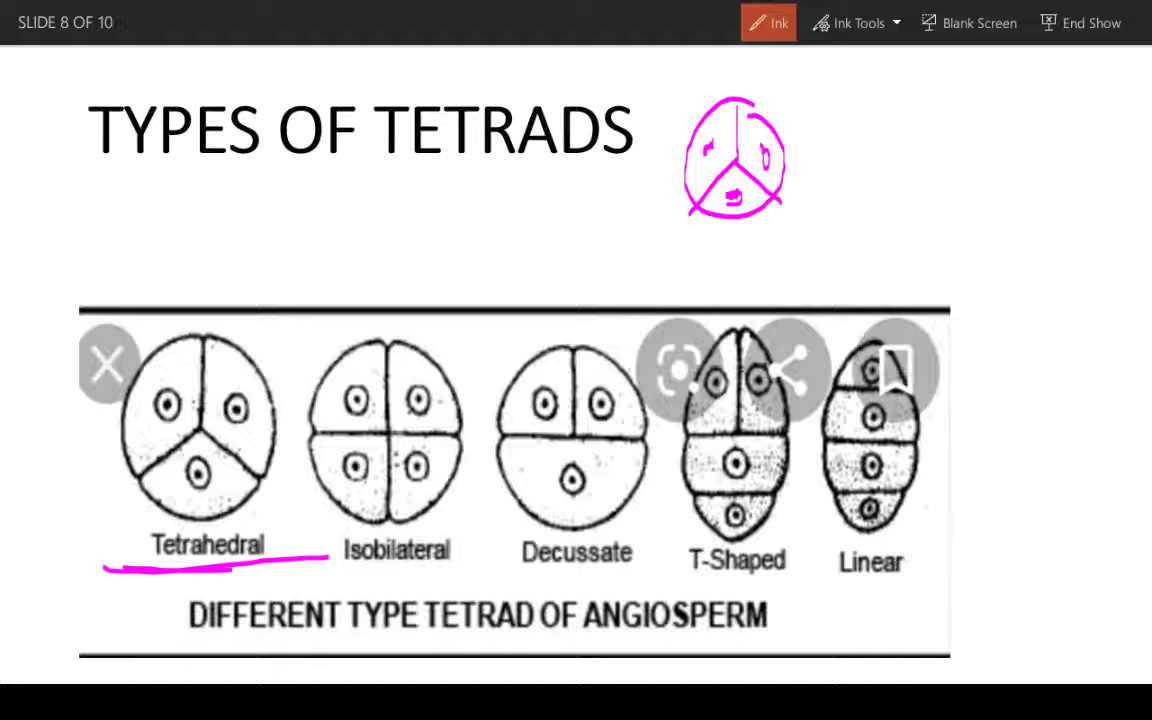 SLIDE 8 OF 10 Ink Ink Tools Blank Screen End Show
TYPES OF TETRADS
Tetrahedral Isobilateral Decussate T-Shaped Linear
DIFFERENT TYPE TETRAD OF ANGIOSPERM